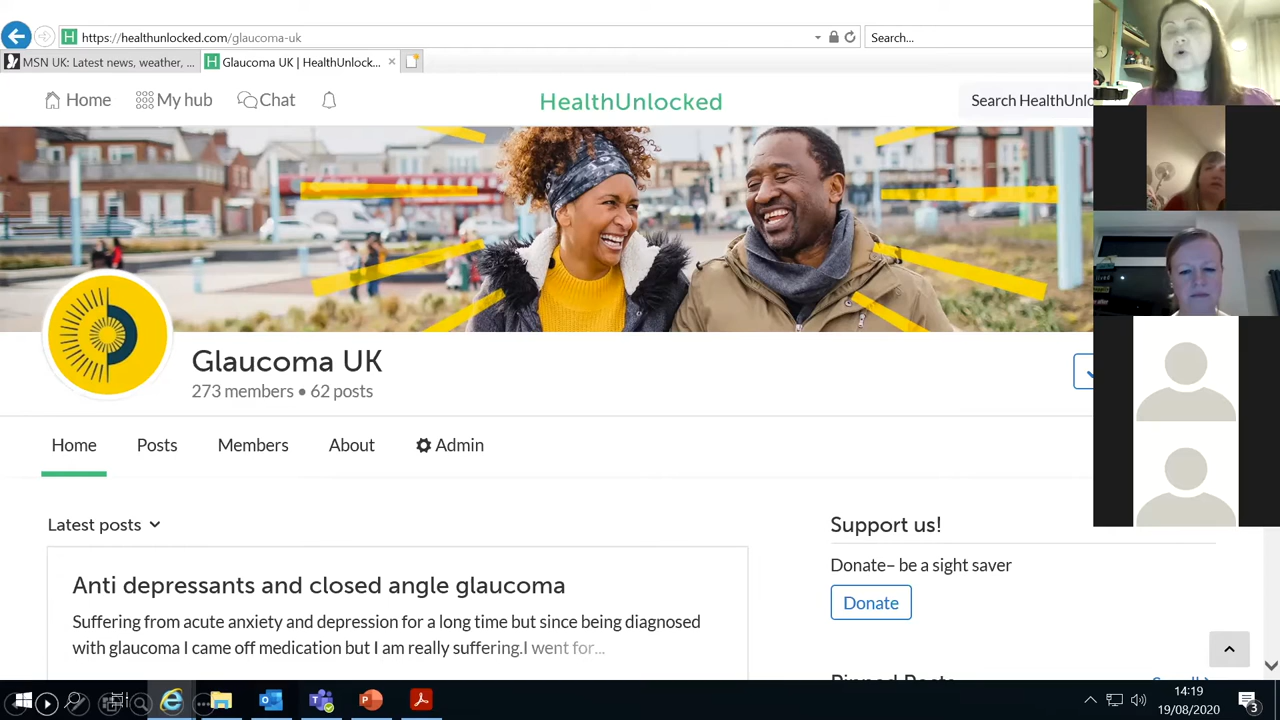 https://healthunlocked.com/glaucoma-uk
Search...
MSN UK: Latest news, weather, ...
Glaucoma UK | HealthUnlock...
Home
My hub
Chat
HealthUnlocked
Search HealthUnlo
Glaucoma UK
273 members • 62 posts
Home
Posts
Members
About
Admin
Latest posts
Support us!
Donate– be a sight saver
Donate
Anti depressants and closed angle glaucoma
Suffering from acute anxiety and depression for a long time but since being diagnosed
with glaucoma I came off medication but I am really suffering.I went for...
14:19
19/08/2020
3